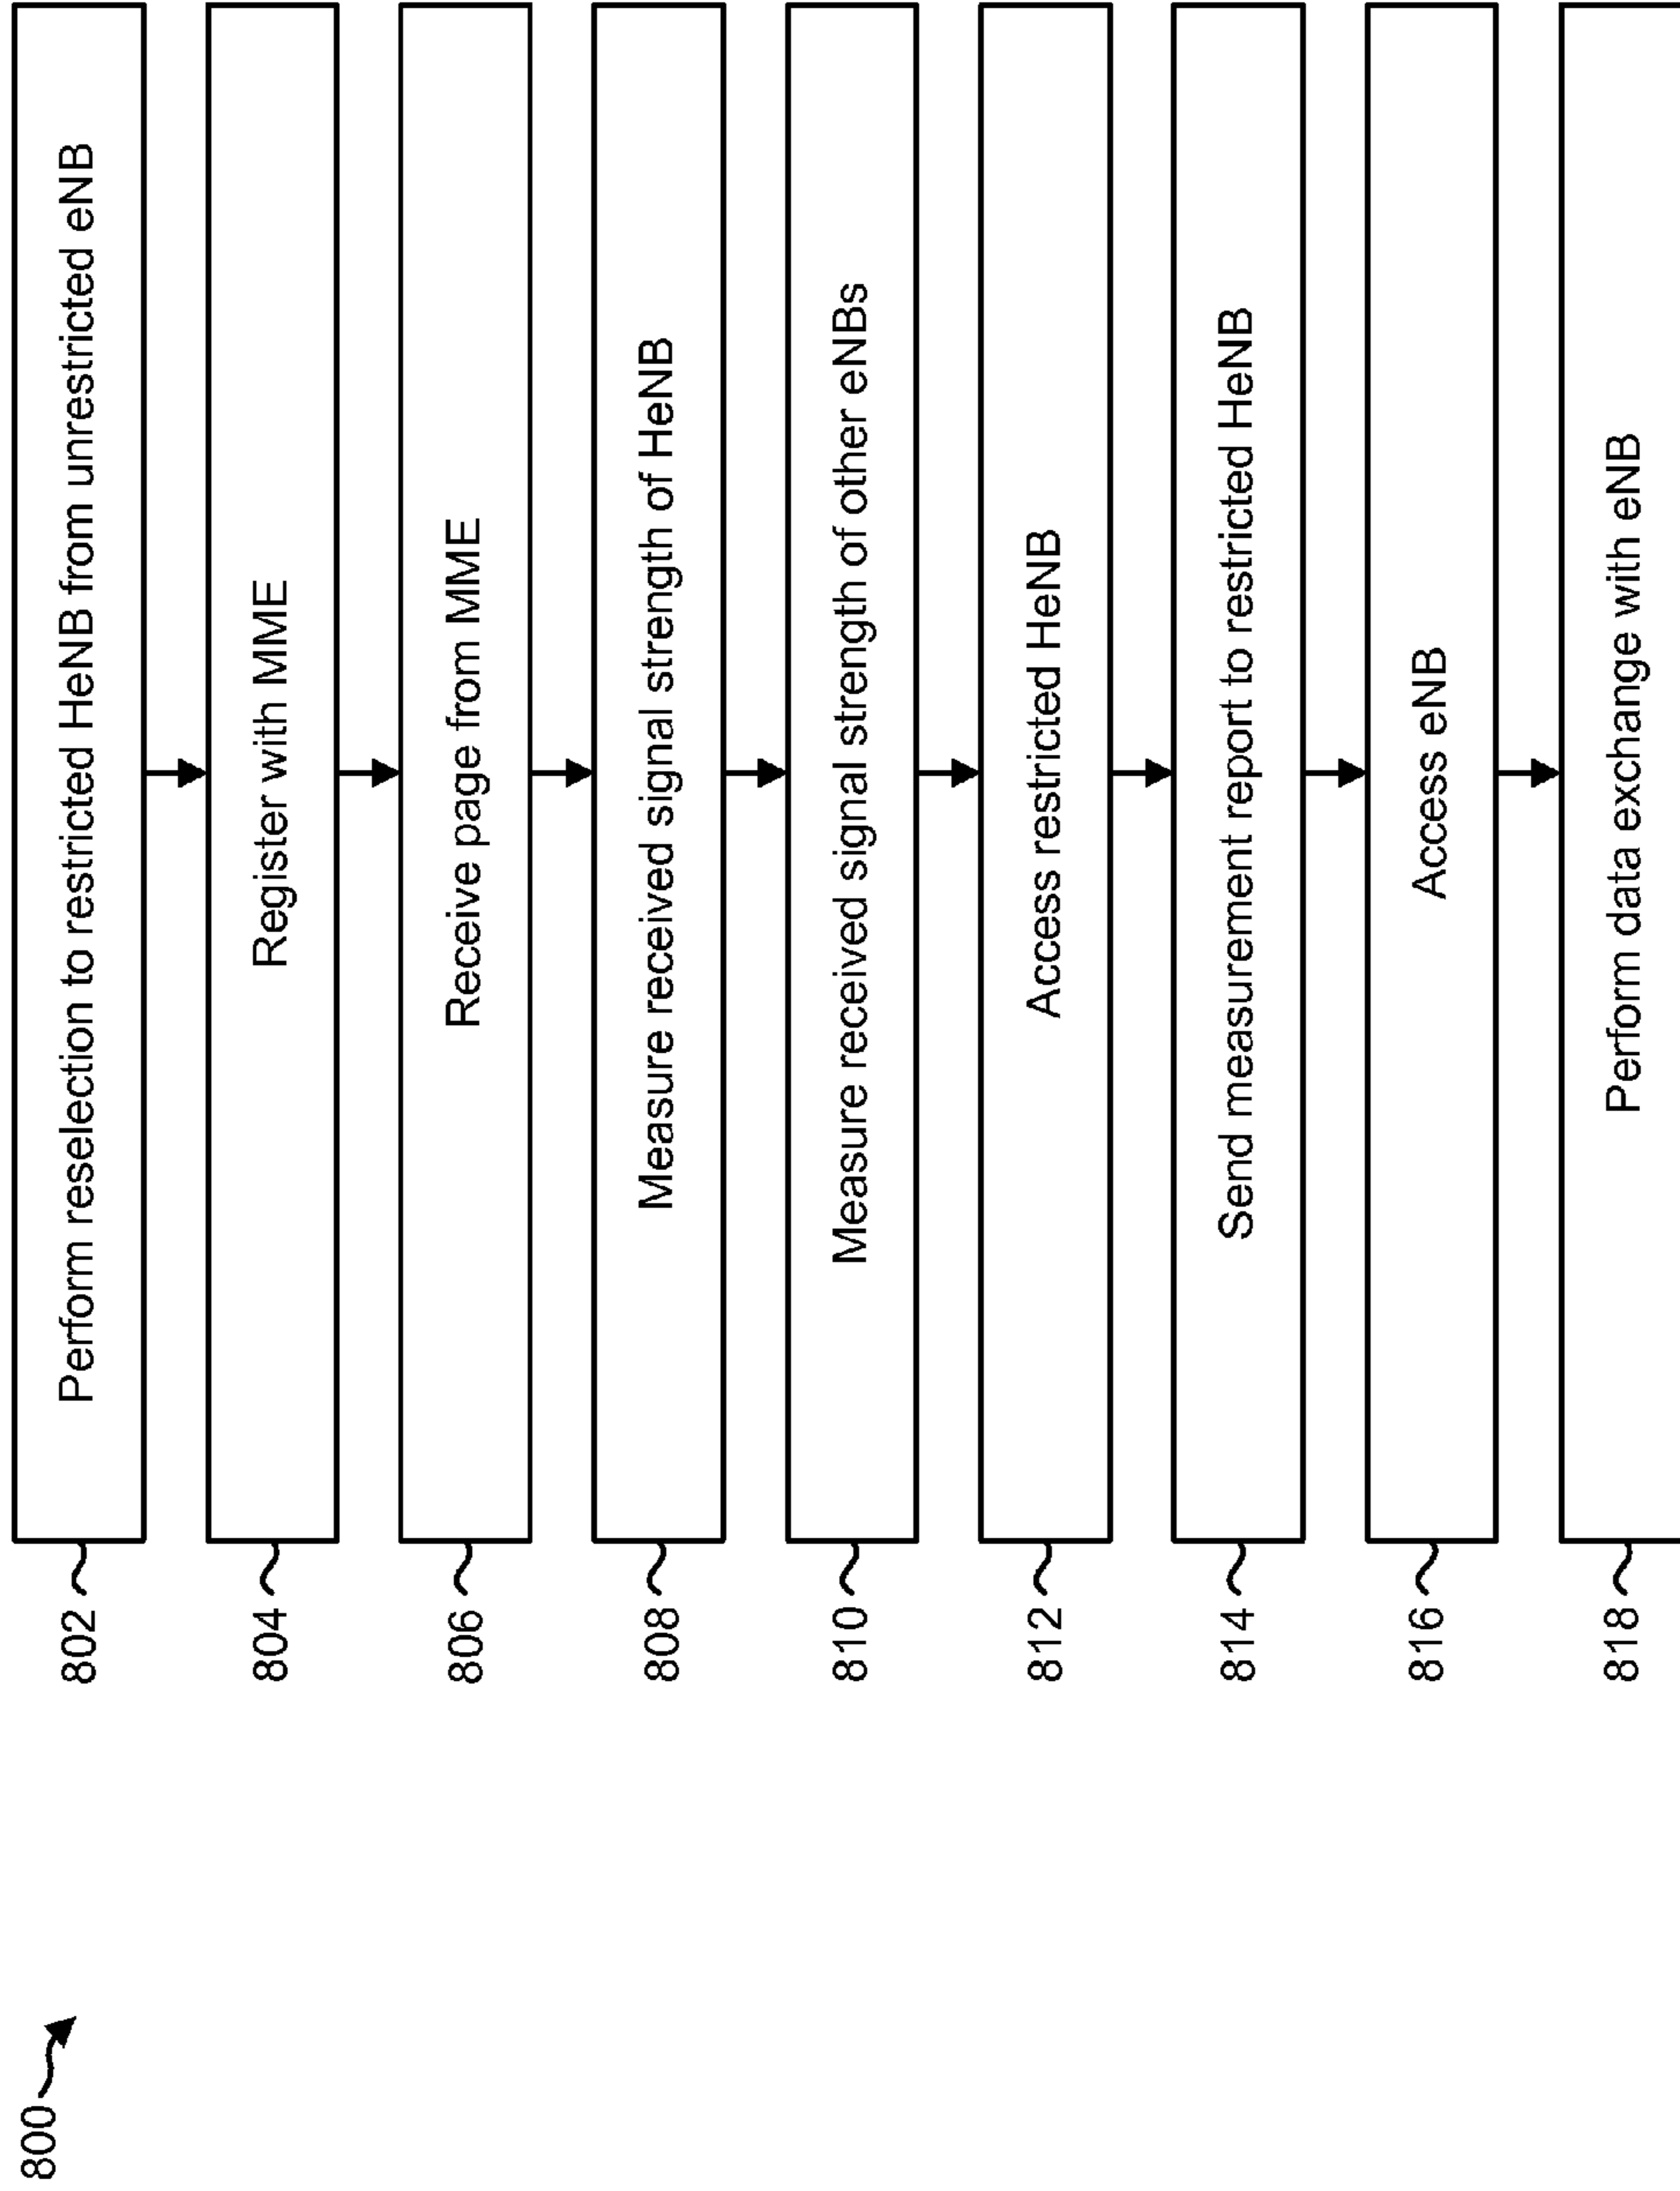 800
802
Perform reselection to restricted HeNB from unrestricted eNB
804
Register with MME
806
Receive page from MME
808
Measure received signal strength of HeNB
810
Measure received signal strength of other eNBs
812
Access restricted HeNB
814
Send measurement report to restricted HeNB
816
Access eNB
818
Perform data exchange with eNB